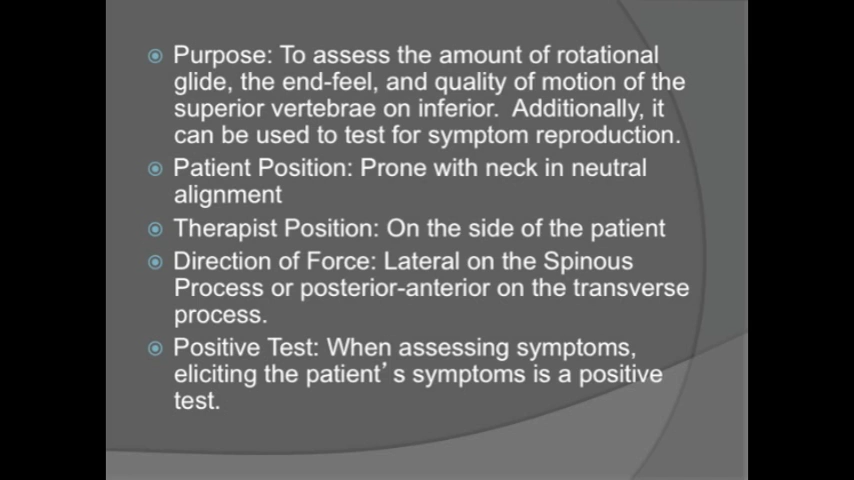 Purpose: To assess the amount of rotational
glide, the end-feel, and quality of motion of the
superior vertebrae on inferior.  Additionally, it
can be used to test for symptom reproduction.
Patient Position: Prone with neck in neutral
alignment
Therapist Position: On the side of the patient
Direction of Force: Lateral on the Spinous
Process or posterior-anterior on the transverse
process.
Positive Test: When assessing symptoms,
eliciting the patient’s symptoms is a positive
test.